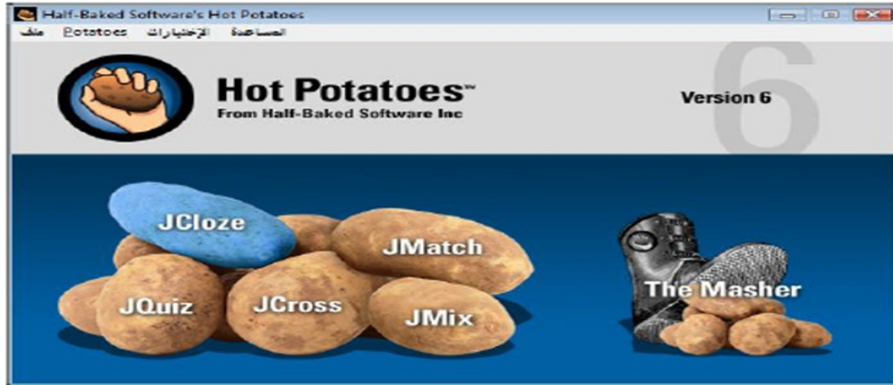 Half-Baked Software's Hot Potatoes
ملف Potatoes الإختيارات المساعدة
Hot Potatoes™
From Half-Baked Software Inc
Version 6
6
JCloze
JMatch
JQuiz
JCross
JMix
The Masher